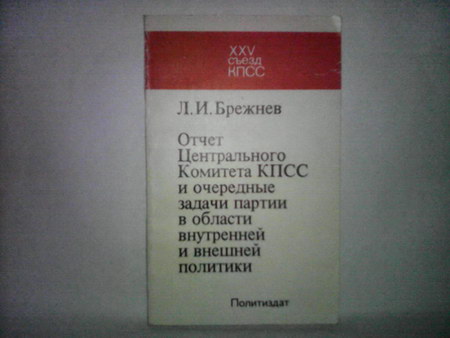 XXV
съезд
КПСС
Л.И.Брежнев
Отчет
Центрального
Комитета КПСС
и очередные
задачи партии
в области
внутренней
и внешней
политики
Политиздат